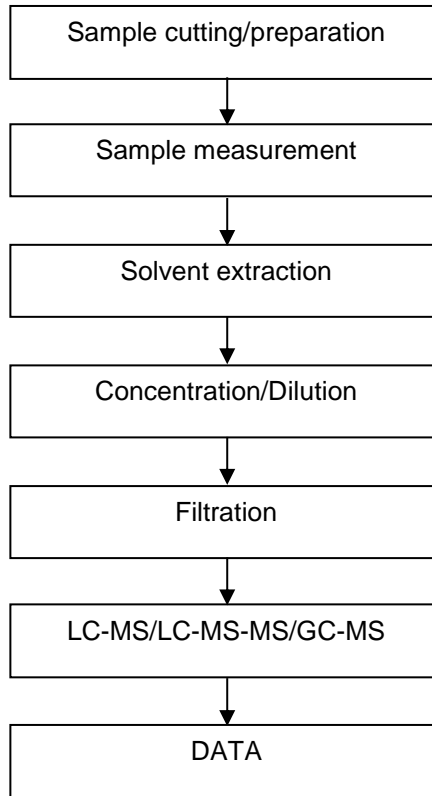 Sample cutting/preparation
Sample measurement
Solvent extraction
Concentration/Dilution
Filtration
LC-MS/LC-MS-MS/GC-MS
DATA